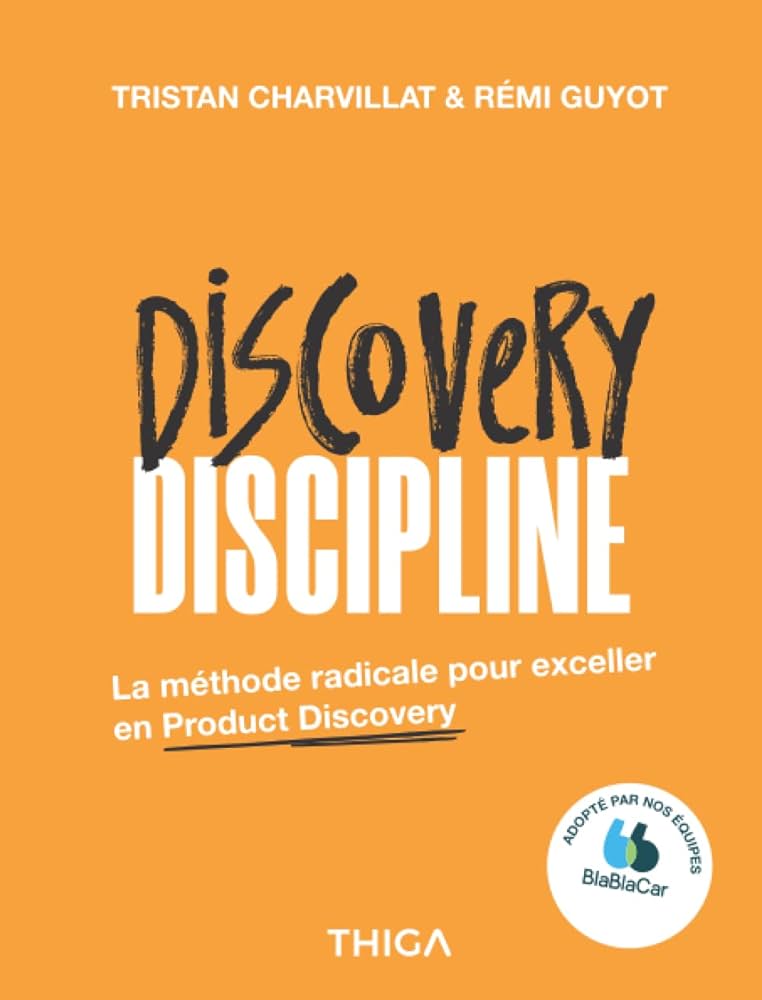 TRISTAN CHARVILLAT & RÉMI GUYOT
DISCOVERY
DISCIPLINE
La méthode radicale pour exceller
en Product Discovery
ADOPTÉ PAR NOS ÉQUIPES
BlaBlaCar
THIGA